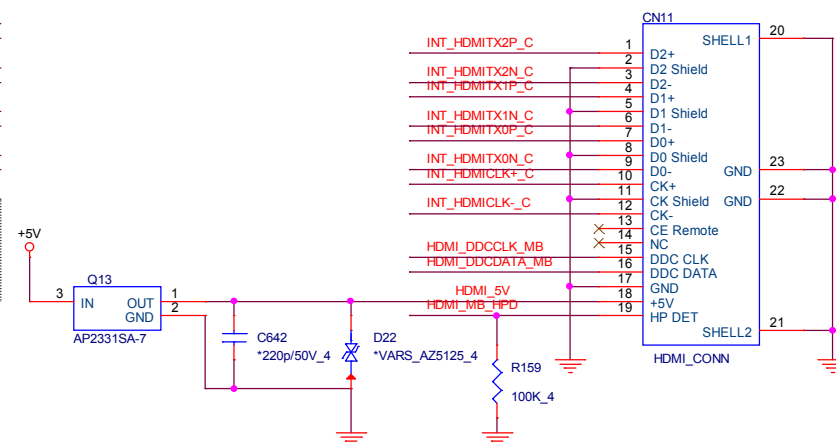 CN11
INT_HDMITX2P_C 1 D2+ SHELL1 20
2 D2 Shield
INT_HDMITX2N_C 3 D2-
INT_HDMITX1P_C 4 D1+
5 D1 Shield
INT_HDMITX1N_C 6 D1-
INT_HDMITX0P_C 7 D0+
8 D0 Shield
INT_HDMITX0N_C 9 D0- GND 23
INT_HDMICLK+_C 10 CK+
11 CK Shield GND 22
INT_HDMICLK-_C 12 CK-
13 CE Remote
14 NC
HDMI_DDCCLK_MB 15 DDC CLK
HDMI_DDCDATA_MB 16 DDC DATA
17 GND
HDMI_5V 18 +5V
HDMI_MB_HPD 19 HP DET
SHELL2 21
HDMI_CONN
+5V
Q13
3 IN OUT 1
GND 2
AP2331SA-7
C642
*220p/50V_4
D22
*VARS_AZ5125_4
R159
100K_4